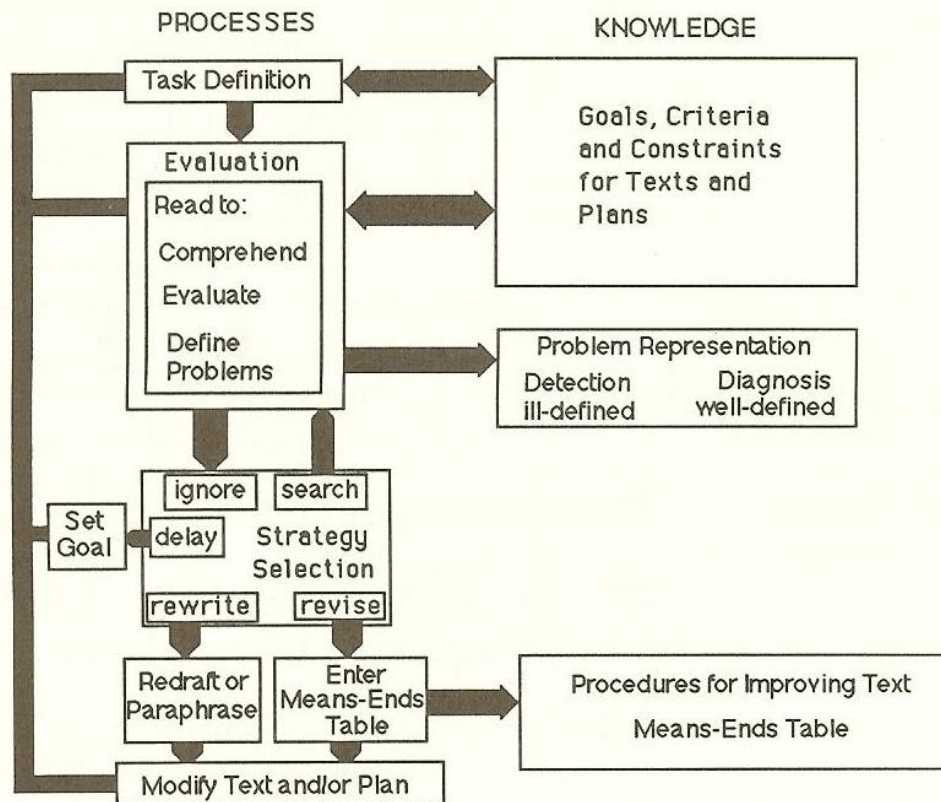 PROCESSES
KNOWLEDGE
Task Definition
Goals, Criteria
and Constraints
for Texts and
Plans
Evaluation
Read to:
Comprehend
Evaluate
Define
Problems
Problem Representation
Detection
ill-defined
Diagnosis
well-defined
ignore
search
Set
Goal
delay
Strategy
Selection
rewrite
revise
Redraft or
Paraphrase
Enter
Means-Ends
Table
Procedures for Improving Text
Means-Ends Table
Modify Text and/or Plan